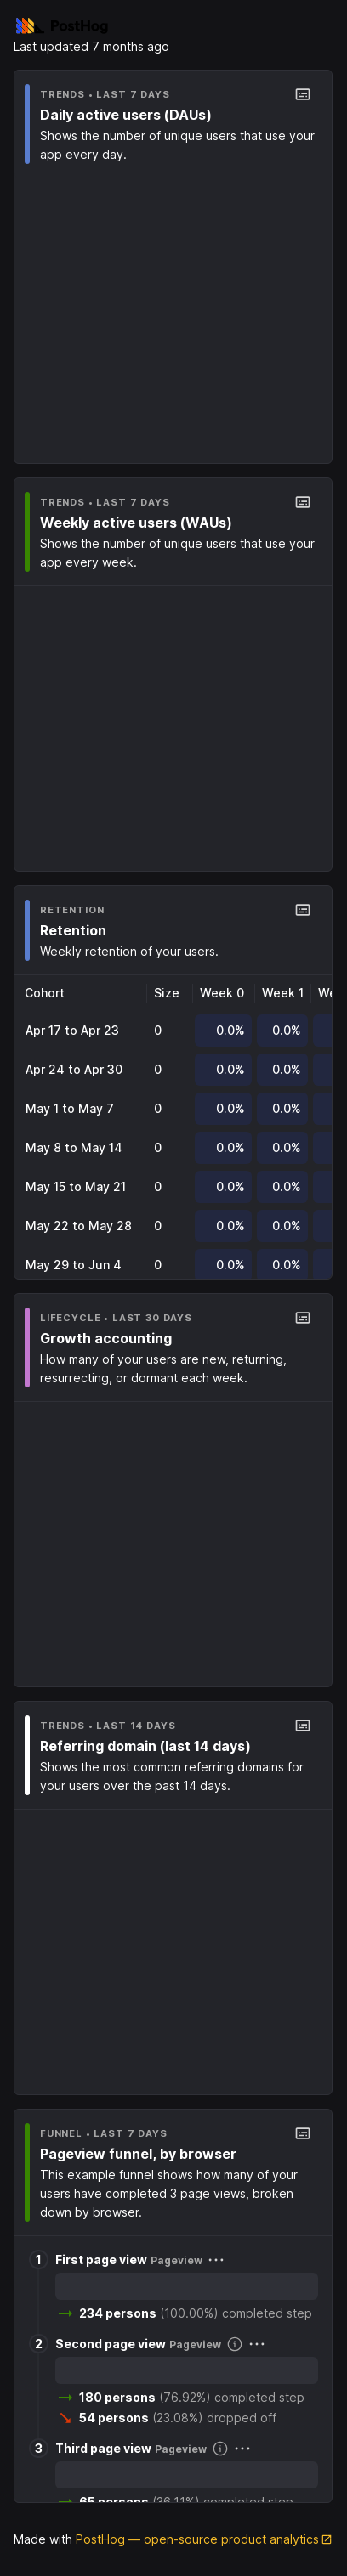 PostHog
Last updated 7 months ago
TRENDS • LAST 7 DAYS
Daily active users (DAUs)
Shows the number of unique users that use your
app every day.
TRENDS • LAST 7 DAYS
Weekly active users (WAUs)
Shows the number of unique users that use your
app every week.
RETENTION
Retention
Weekly retention of your users.
Cohort Size Week 0 Week 1 We
Apr 17 to Apr 23 0 0.0% 0.0%
Apr 24 to Apr 30 0 0.0% 0.0%
May 1 to May 7 0 0.0% 0.0%
May 8 to May 14 0 0.0% 0.0%
May 15 to May 21 0 0.0% 0.0%
May 22 to May 28 0 0.0% 0.0%
May 29 to Jun 4 0 0.0% 0.0%
LIFECYCLE • LAST 30 DAYS
Growth accounting
How many of your users are new, returning,
resurrecting, or dormant each week.
TRENDS • LAST 14 DAYS
Referring domain (last 14 days)
Shows the most common referring domains for
your users over the past 14 days.
FUNNEL • LAST 7 DAYS
Pageview funnel, by browser
This example funnel shows how many of your
users have completed 3 page views, broken
down by browser.
1 First page view Pageview
234 persons (100.00%) completed step
2 Second page view Pageview
180 persons (76.92%) completed step
54 persons (23.08%) dropped off
3 Third page view Pageview
65 persons (36.11%) completed step
Made with PostHog — open-source product analytics